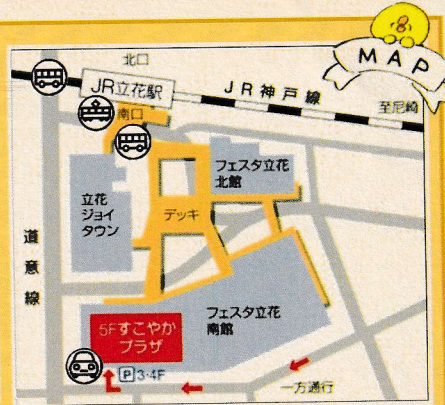 MAP
北口
JR立花駅
JR神戸線
至尼崎
南口
フェスタ立花
北館
立花
ジョイ
タウン
デッキ
道意線
フェスタ立花
南館
5Fすこやか
プラザ
P3・4F
一方通行